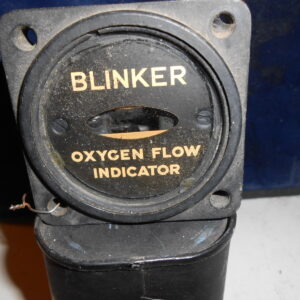 BLINKER
OXYGEN FLOW
INDICATOR